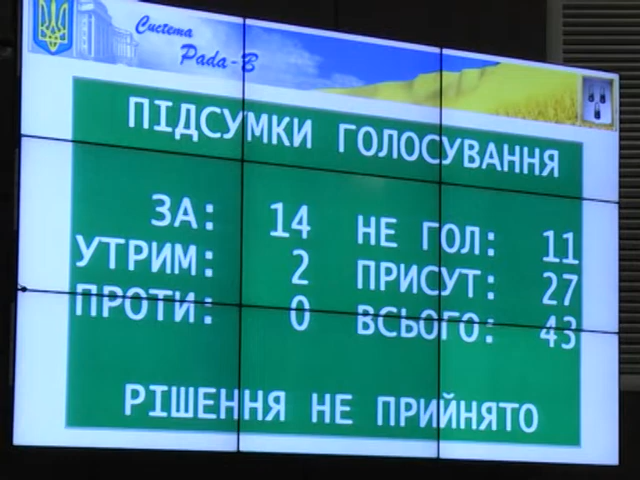 Система
Рада-В
ПІДСУМКИ ГОЛОСУВАННЯ
ЗА: 14 НЕ ГОЛ: 11
УТРИМ: 2 ПРИСУТ: 27
ПРОТИ: 0 ВСЬОГО: 43
РІШЕННЯ НЕ ПРИЙНЯТО